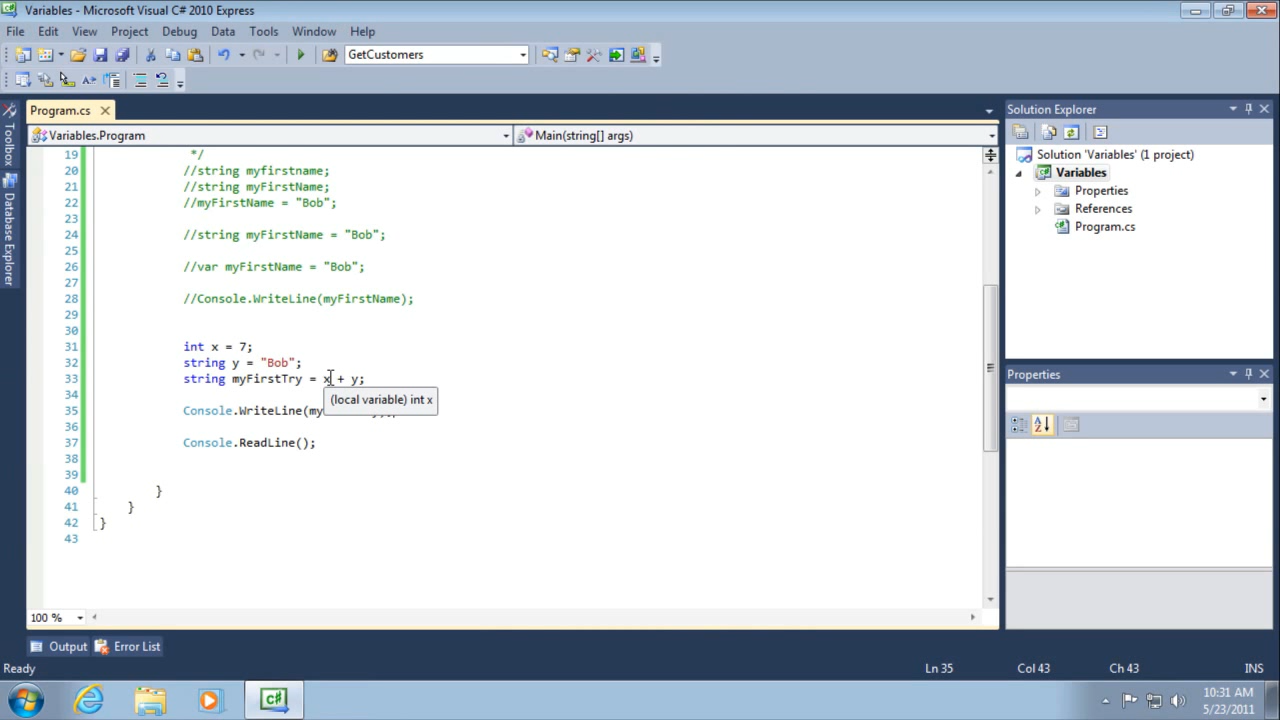 Variables - Microsoft Visual C# 2010 Express
File Edit View Project Debug Data Tools Window Help
GetCustomers
Program.cs
Variables.Program
Main(string[] args)
19 */
20 //string myfirstname;
21 //string myFirstName;
22 //myFirstName = "Bob";
23
24 //string myFirstName = "Bob";
25
26 //var myFirstName = "Bob";
27
28 //Console.WriteLine(myFirstName);
29
30
31 int x = 7;
32 string y = "Bob";
33 string myFirstTry = x + y;
34
(local variable) int x
35 Console.WriteLine(my
36
37 Console.ReadLine();
38
39
40 }
41 }
42 }
43
100 %
Toolbox
Database Explorer
Solution Explorer
Solution 'Variables' (1 project)
Variables
Properties
References
Program.cs
Properties
Output
Error List
Ready
Ln 35
Col 43
Ch 43
INS
C#
10:31 AM
5/23/2011